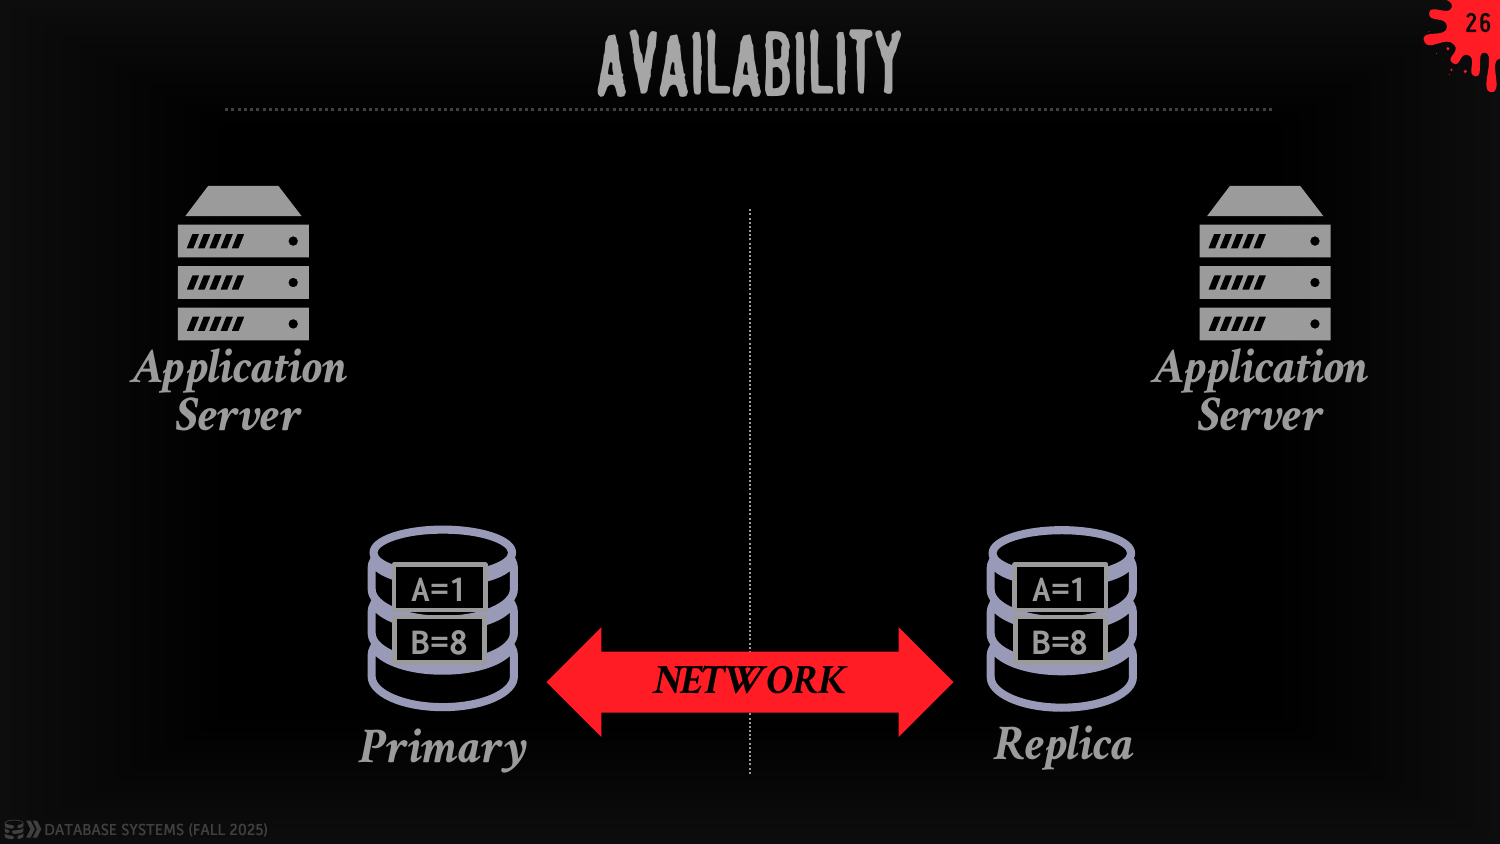 AVAILABILITY
26
Application
Server
Application
Server
A=1
B=8
A=1
B=8
NETWORK
Primary
Replica
DATABASE SYSTEMS (FALL 2025)